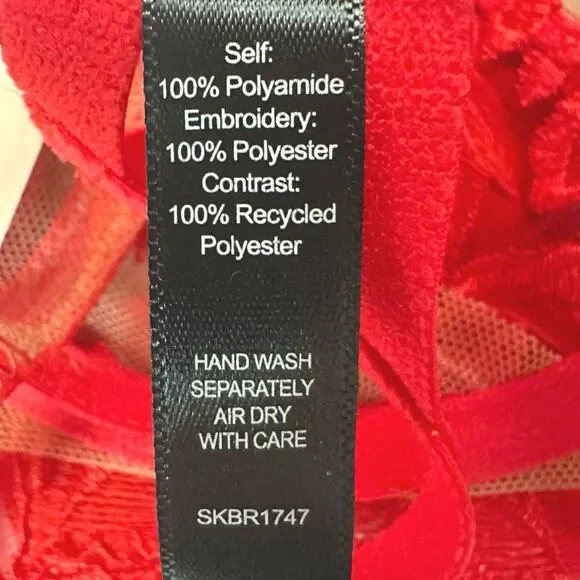 Self:
100% Polyamide
Embroidery:
100% Polyester
Contrast:
100% Recycled
Polyester
HAND WASH
SEPARATELY
AIR DRY
WITH CARE
SKBR1747